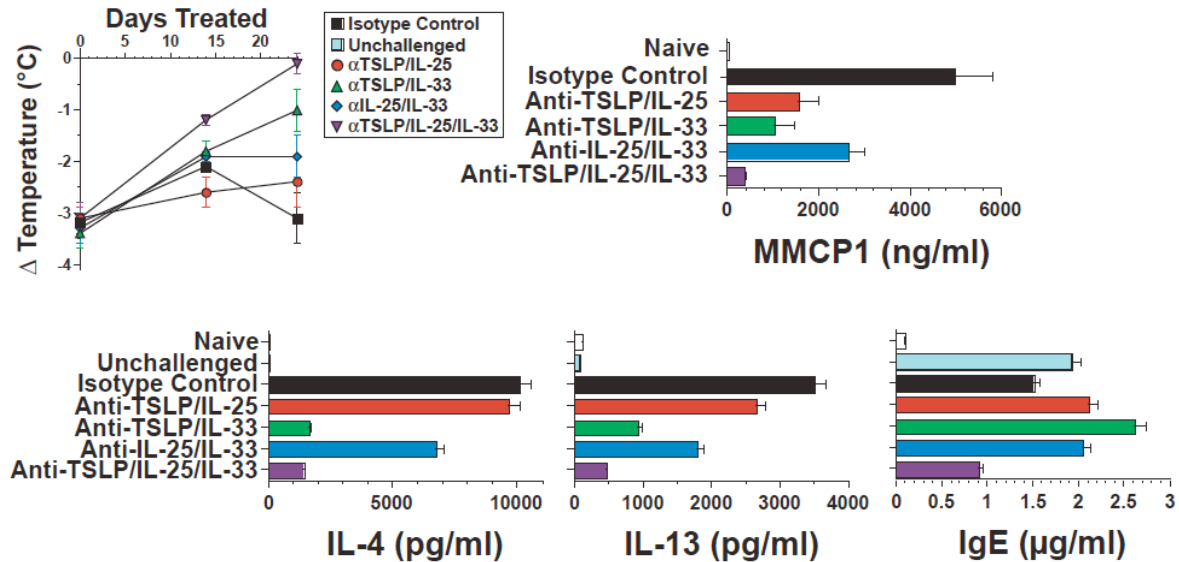 Days Treated
0 5 10 15 20
Δ Temperature (°C)
0
-1
-2
-3
-4
Isotype Control
Unchallenged
αTSLP/IL-25
αTSLP/IL-33
αIL-25/IL-33
αTSLP/IL-25/IL-33
Naive
Isotype Control
Anti-TSLP/IL-25
Anti-TSLP/IL-33
Anti-IL-25/IL-33
Anti-TSLP/IL-25/IL-33
0 2000 4000 6000
MMCP1 (ng/ml)
Naive
Unchallenged
Isotype Control
Anti-TSLP/IL-25
Anti-TSLP/IL-33
Anti-IL-25/IL-33
Anti-TSLP/IL-25/IL-33
0 5000 10000
IL-4 (pg/ml)
0 1000 2000 3000 4000
IL-13 (pg/ml)
0 0.5 1 1.5 2 2.5 3
IgE (μg/ml)